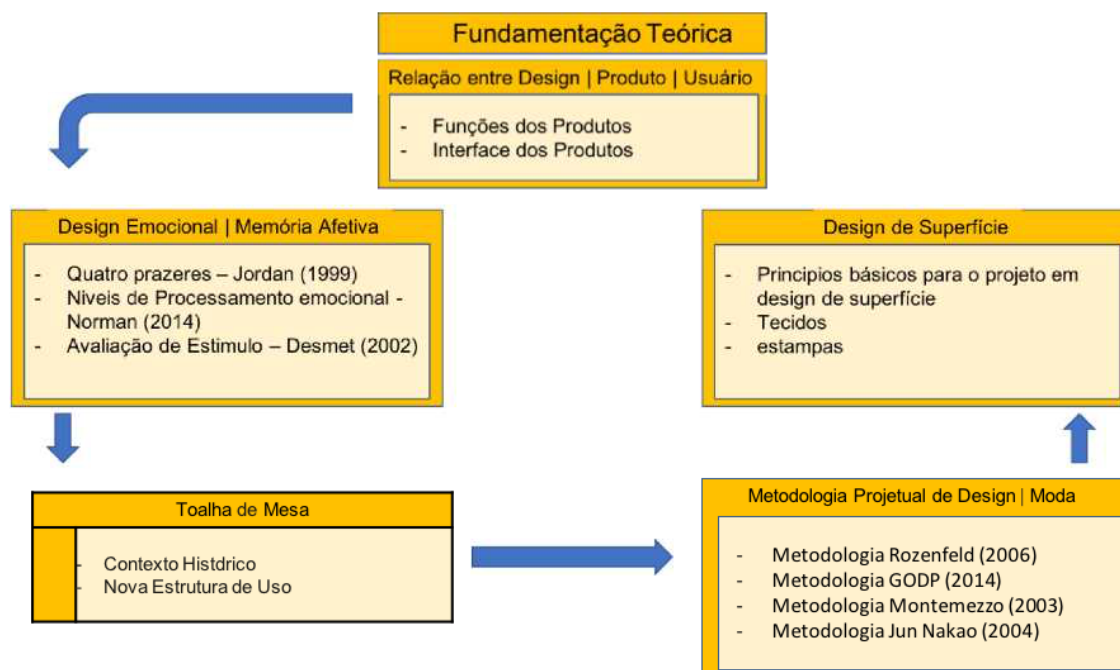 Fundamentação Teórica
Relação entre Design | Produto | Usuário
- Funções dos Produtos
- Interface dos Produtos
Design Emocional | Memória Afetiva
- Quatro prazeres – Jordan (1999)
- Niveis de Processamento emocional -
Norman (2014)
- Avaliação de Estimulo – Desmet (2002)
Toalha de Mesa
- Contexto Histdrico
- Nova Estrutura de Uso
Metodologia Projetual de Design | Moda
- Metodologia Rozenfeld (2006)
- Metodologia GODP (2014)
- Metodologia Montemezzo (2003)
- Metodologia Jun Nakao (2004)
Design de Superfície
- Principios básicos para o projeto em
design de superfície
- Tecidos
- estampas